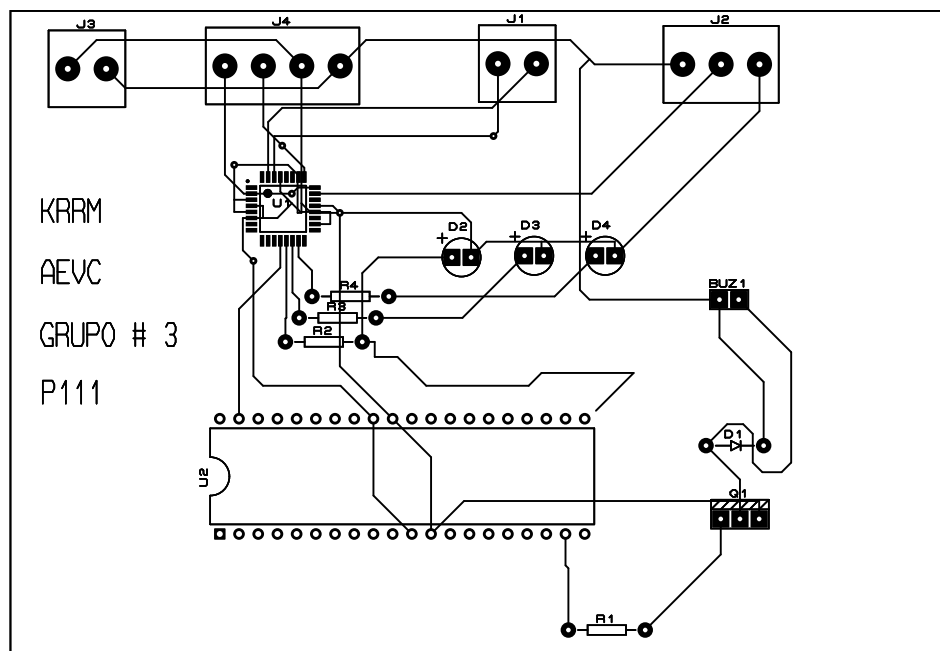 J3
J4
J1
J2
U1
KRRM
AEVC
GRUPO # 3
P111
D2
D3
D4
+
+
+
BUZ1
R4
R3
R2
D1
U2
Q1
R1